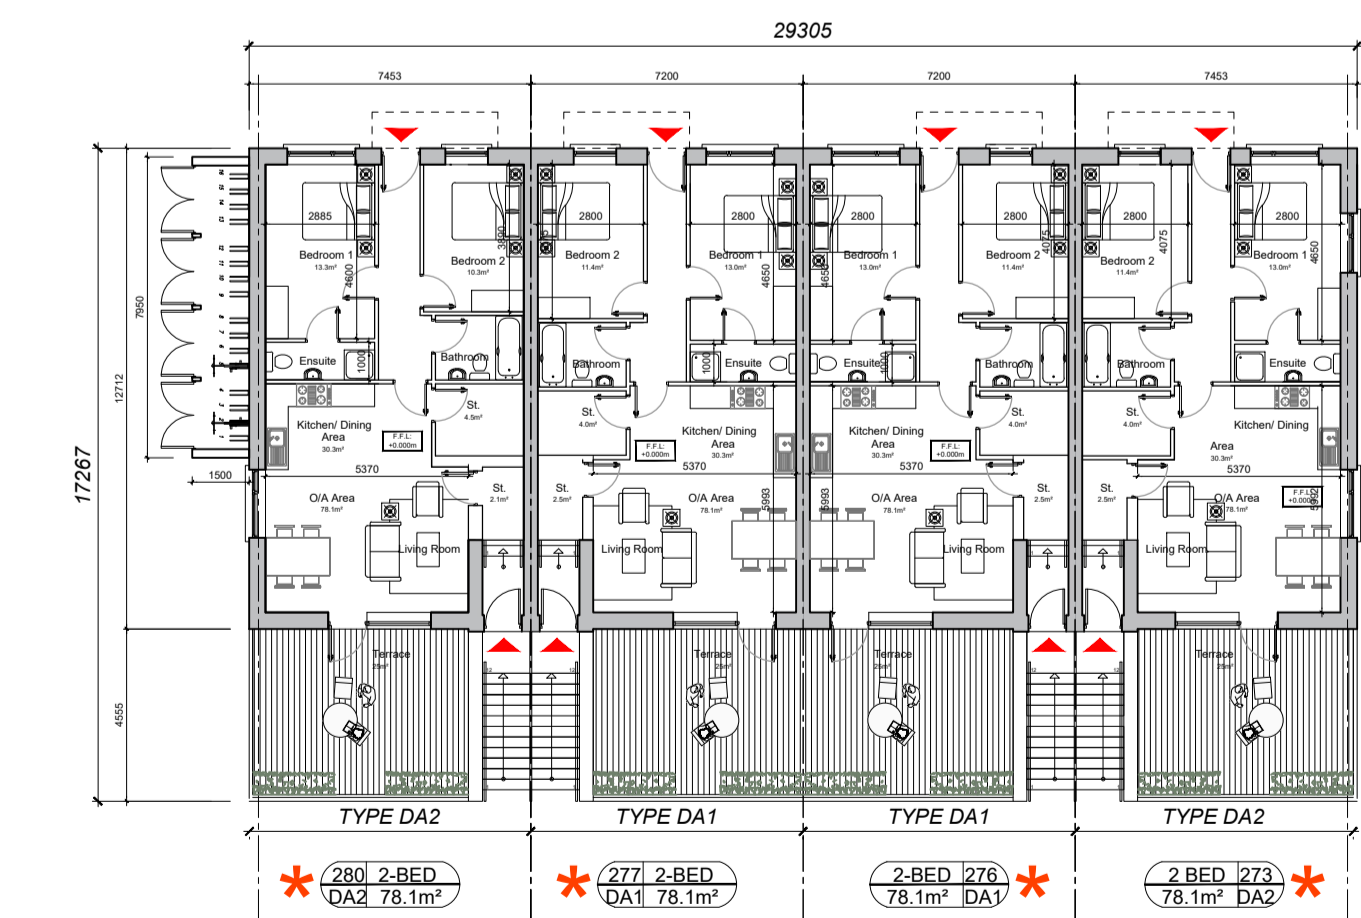 29305
7453 7200 7200 7453
17267
12712
7950
4555
1500
2885 2800 2800 2800 2800 2800 2800
Bedroom 1
13.3m²
4600
3890
Bedroom 2
10.3m²
Bedroom 2
11.4m²
Bedroom 1
13.0m²
4650
4650
Bedroom 1
13.0m²
4075
Bedroom 2
11.4m²
4075
Bedroom 2
11.4m²
Bedroom 1
13.0m²
4650
Ensuite
1000
Bathroom
Bathroom
1000
Ensuite
Ensuite
1000
Bathroom
Bathroom
Ensuite
Kitchen/ Dining
Area
30.3m²
F.F.L:
+0.000m
St.
4.5m²
St.
4.0m²
F.F.L:
+0.000m
Kitchen/ Dining
Area
30.3m²
Kitchen/ Dining
Area
30.3m²
F.F.L:
+0.000m
St.
4.0m²
St.
4.0m²
Kitchen/ Dining
Area
30.3m²
5370 5370 5370 5370
O/A Area
78.1m²
St.
2.1m²
St.
2.5m²
O/A Area
78.1m²
5993
5993
O/A Area
78.1m²
St.
2.5m²
St.
2.5m²
O/A Area
78.1m²
F.F.L:
+0.000m
Living Room
Living Room
Living Room
Living Room
Terrace
25m²
Terrace
25m²
Terrace
25m²
Terrace
25m²
12 12 12 12
TYPE DA2 TYPE DA1 TYPE DA1 TYPE DA2
280 2-BED
DA2 78.1m²
277 2-BED
DA1 78.1m²
2-BED 276
78.1m² DA1
2 BED 273
78.1m² DA2